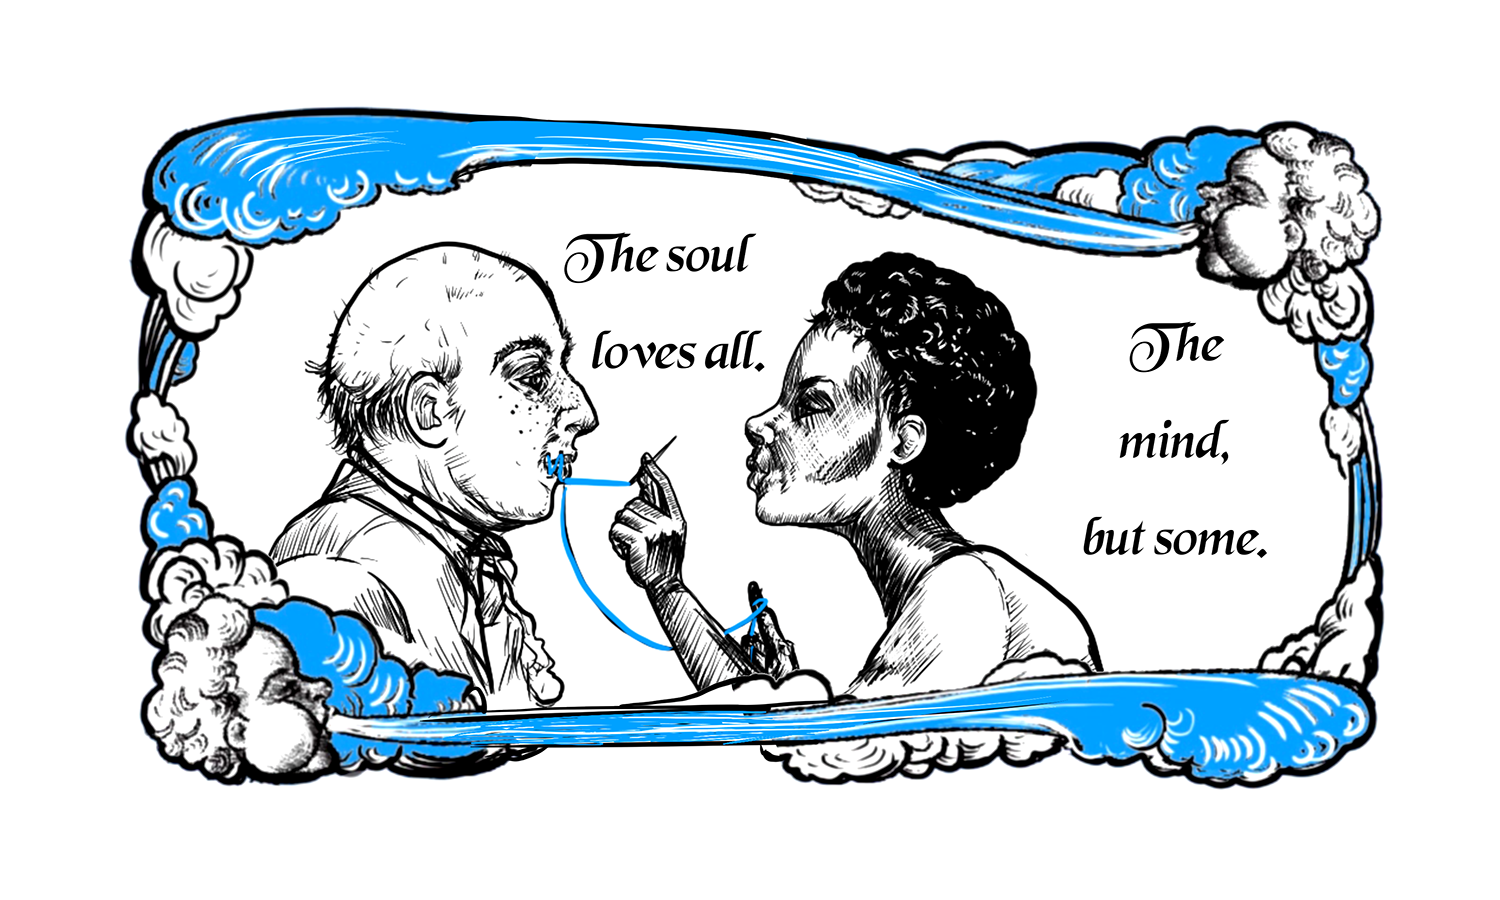 The soul
loves all.
The
mind,
but some.